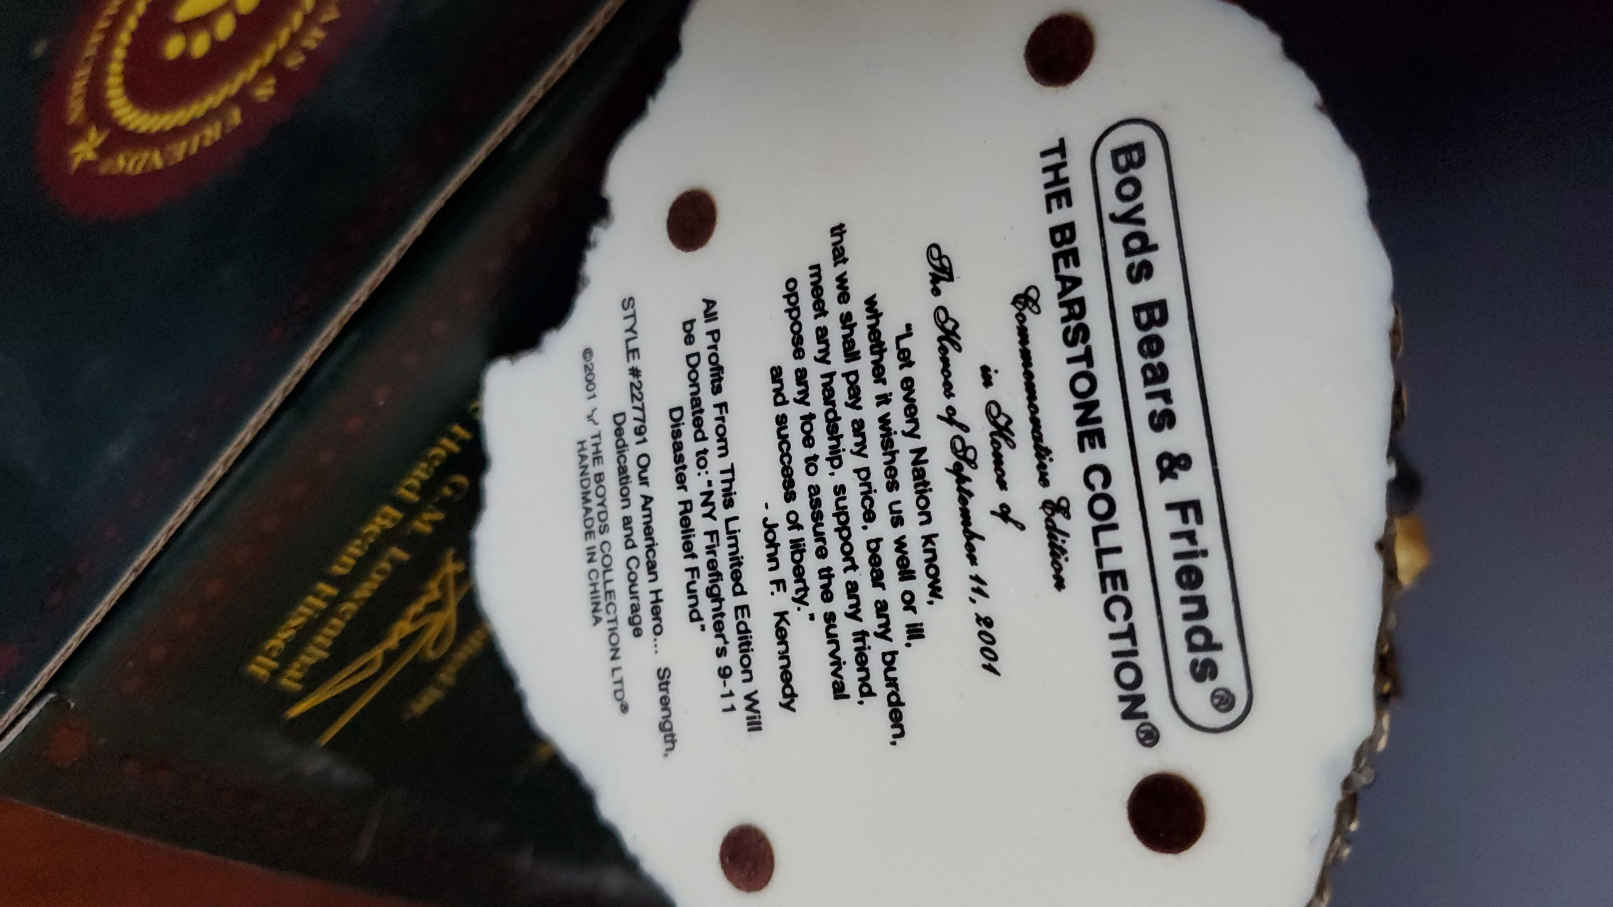 Boyds Bears & Friends®
THE BEARSTONE COLLECTION®
Commemorative Edition
in Honor of
The Heroes of September 11, 2001
"Let every Nation know,
whether it wishes us well or ill,
that we shall pay any price, bear any burden,
meet any hardship, support any friend,
oppose any foe to assure the survival
and success of liberty."
- John F. Kennedy
All Profits From This Limited Edition Will
be Donated to: "NY Firefighter's 9-11
Disaster Relief Fund"
STYLE #227791 Our American Hero... Strength,
Dedication and Courage
©2001 THE BOYDS COLLECTION LTD®
HANDMADE IN CHINA
G.M. Lowenthal
Head Bean Hisself
& FRIENDS